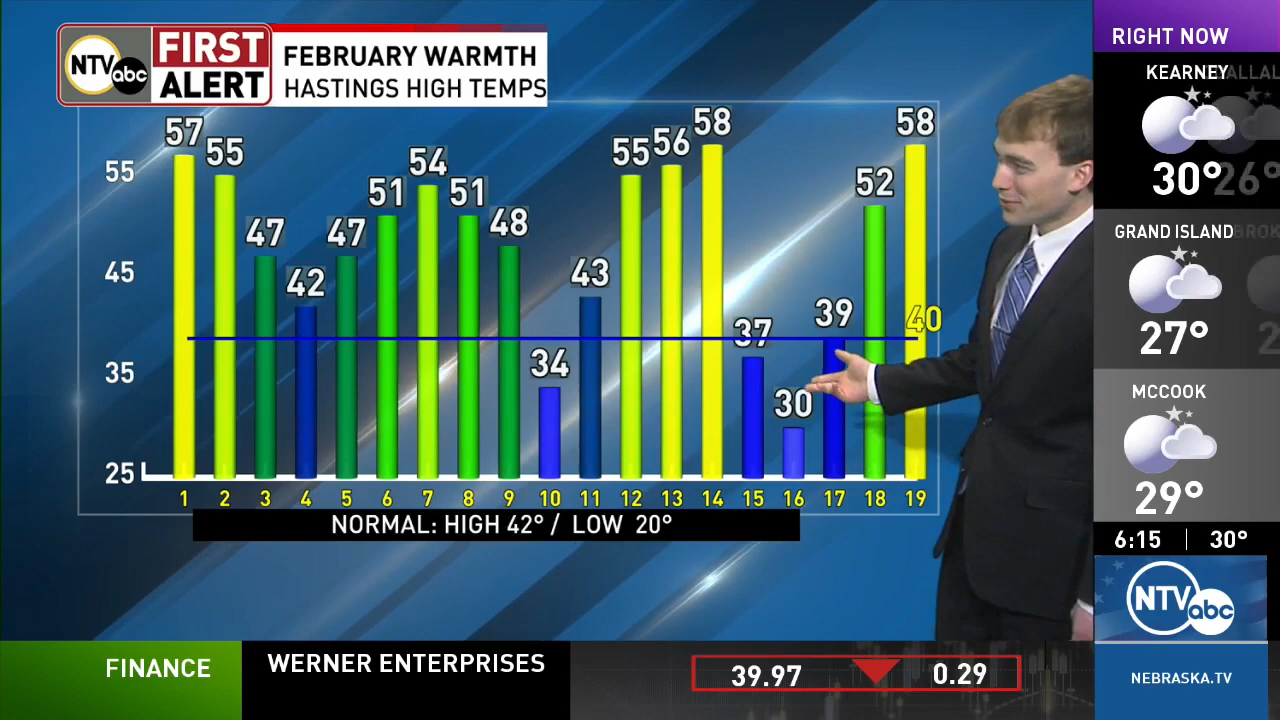 NTV abc
FIRST
ALERT
FEBRUARY WARMTH
HASTINGS HIGH TEMPS
55
45
35
25
57
55
47
42
47
51
54
51
48
34
43
55
56
58
37
30
39
52
58
40
1 2 3 4 5 6 7 8 9 10 11 12 13 14 15 16 17 18 19
NORMAL: HIGH 42° / LOW 20°
RIGHT NOW
KEARNEY
30°
26°
GRAND ISLAND
27°
MCCOOK
29°
6:15 | 30°
NTV abc
NEBRASKA.TV
FINANCE
WERNER ENTERPRISES
39.97 0.29